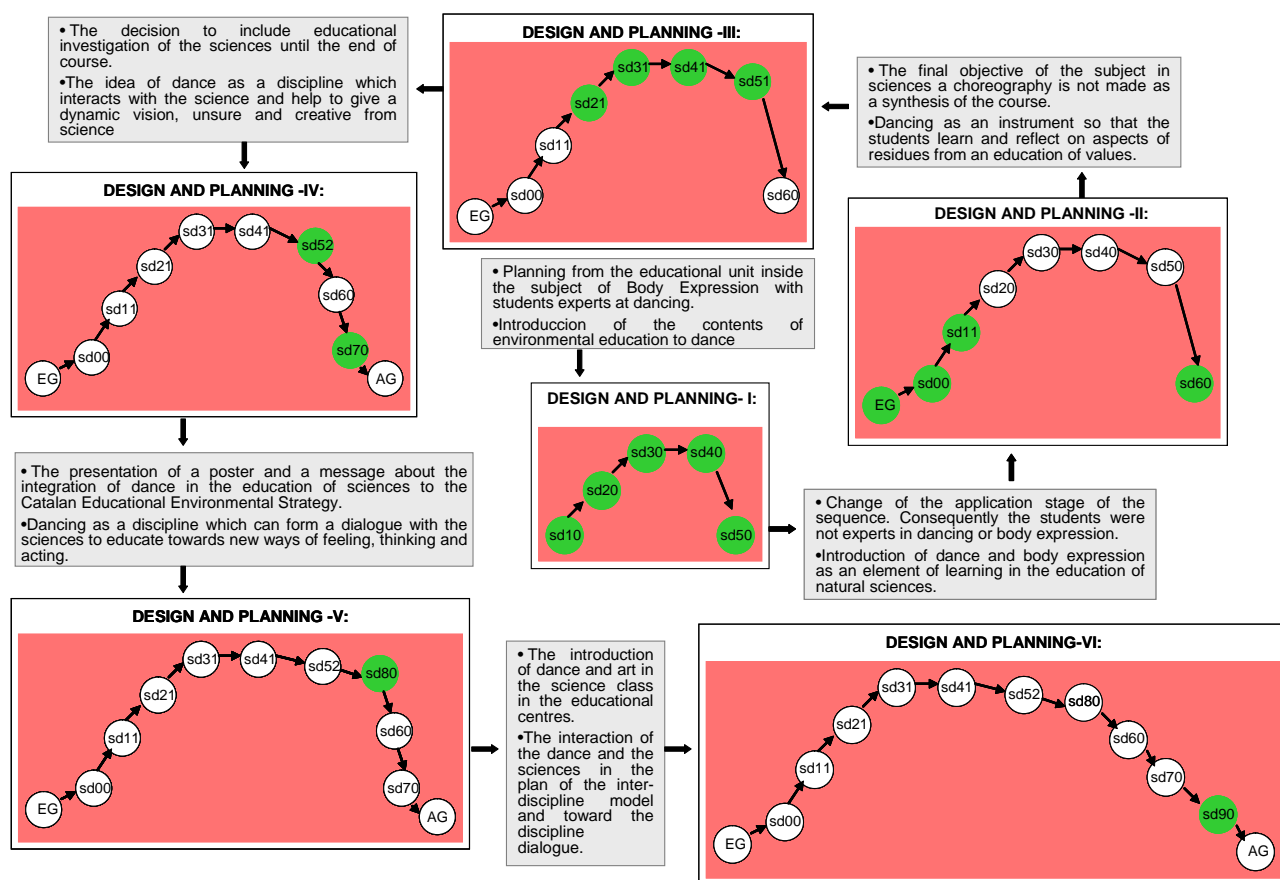 • The decision to include educational
investigation of the sciences until the end of
course.
•The idea of dance as a discipline which
interacts with the science and help to give a
dynamic vision, unsure and creative from
science
DESIGN AND PLANNING -III:
EG
sd00
sd11
sd21
sd31
sd41
sd51
sd60
• The final objective of the subject in
sciences a choreography is not made as
a synthesis of the course.
•Dancing as an instrument so that the
students learn and reflect on aspects of
residues from an education of values.
DESIGN AND PLANNING -IV:
EG
sd00
sd11
sd21
sd31
sd41
sd52
sd60
sd70
AG
• Planning from the educational unit inside
the subject of Body Expression with
students experts at dancing.
•Introduccion of the contents of
environmental education to dance
DESIGN AND PLANNING -II:
EG
sd00
sd11
sd20
sd30
sd40
sd50
sd60
DESIGN AND PLANNING- I:
sd10
sd20
sd30
sd40
sd50
• The presentation of a poster and a message about the
integration of dance in the education of sciences to the
Catalan Educational Environmental Strategy.
•Dancing as a discipline which can form a dialogue with the
sciences to educate towards new ways of feeling, thinking and
acting.
• Change of the application stage of the
sequence. Consequently the students were
not experts in dancing or body expression.
•Introduction of dance and body expression
as an element of learning in the education of
natural sciences.
DESIGN AND PLANNING -V:
EG
sd00
sd11
sd21
sd31
sd41
sd52
sd80
sd60
sd70
AG
• The introduction
of dance and art in
the science class
in the educational
centres.
•The interaction of
the dance and the
sciences in the
plan of the inter-
discipline model
and toward the
discipline
dialogue.
DESIGN AND PLANNING-VI:
EG
sd00
sd11
sd21
sd31
sd41
sd52
sd80
sd60
sd70
sd90
AG